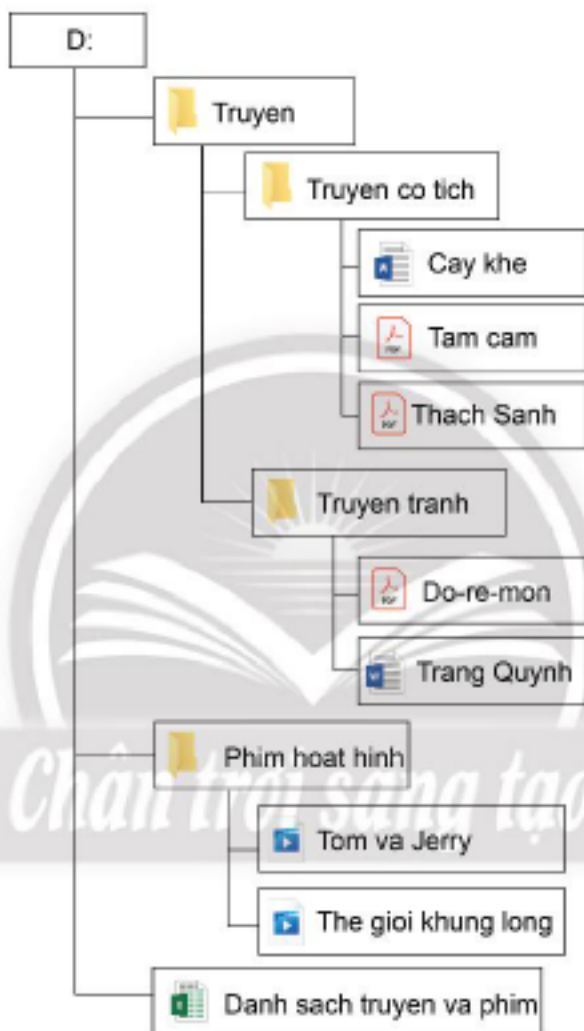 D:
Truyen
Truyen co tich
Cay khe
Tam cam
Thach Sanh
Truyen tranh
Do-re-mon
Trang Quynh
Phim hoat hinh
Chân trời sáng tạo
Tom va Jerry
The gioi khung long
Danh sach truyen va phim